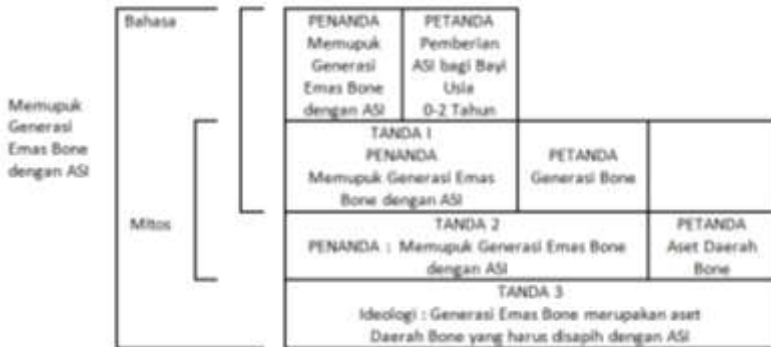 Memupuk
Generasi
Emas Bone
dengan ASI
Bahasa
Mitos
PENANDA
Memupuk
Generasi
Emas Bone
dengan ASI
PETANDA
Pemberian
ASI bagi Bayi
Usia
0-2 Tahun
TANDA I
PENANDA
Memupuk Generasi Emas
Bone dengan ASI
PETANDA
Generasi Bone
TANDA 2
PENANDA : Memupuk Generasi Emas Bone
dengan ASI
PETANDA
Aset Daerah
Bone
TANDA 3
Ideologi : Generasi Emas Bone merupakan aset
Daerah Bone yang harus disapih dengan ASI